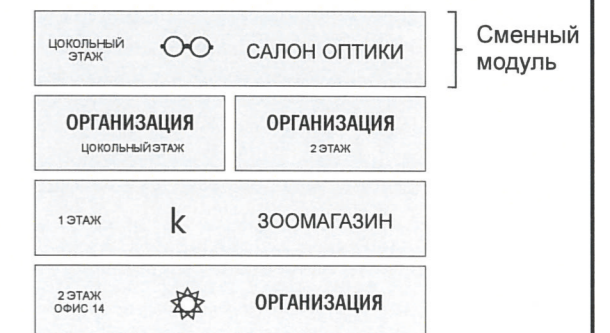 ЦОКОЛЬНЫЙ
ЭТАЖ
САЛОН ОПТИКИ
Сменный
модуль
ОРГАНИЗАЦИЯ
ЦОКОЛЬНЫЙ ЭТАЖ
ОРГАНИЗАЦИЯ
2 ЭТАЖ
1 ЭТАЖ
k
ЗООМАГАЗИН
2 ЭТАЖ
ОФИС 14
ОРГАНИЗАЦИЯ